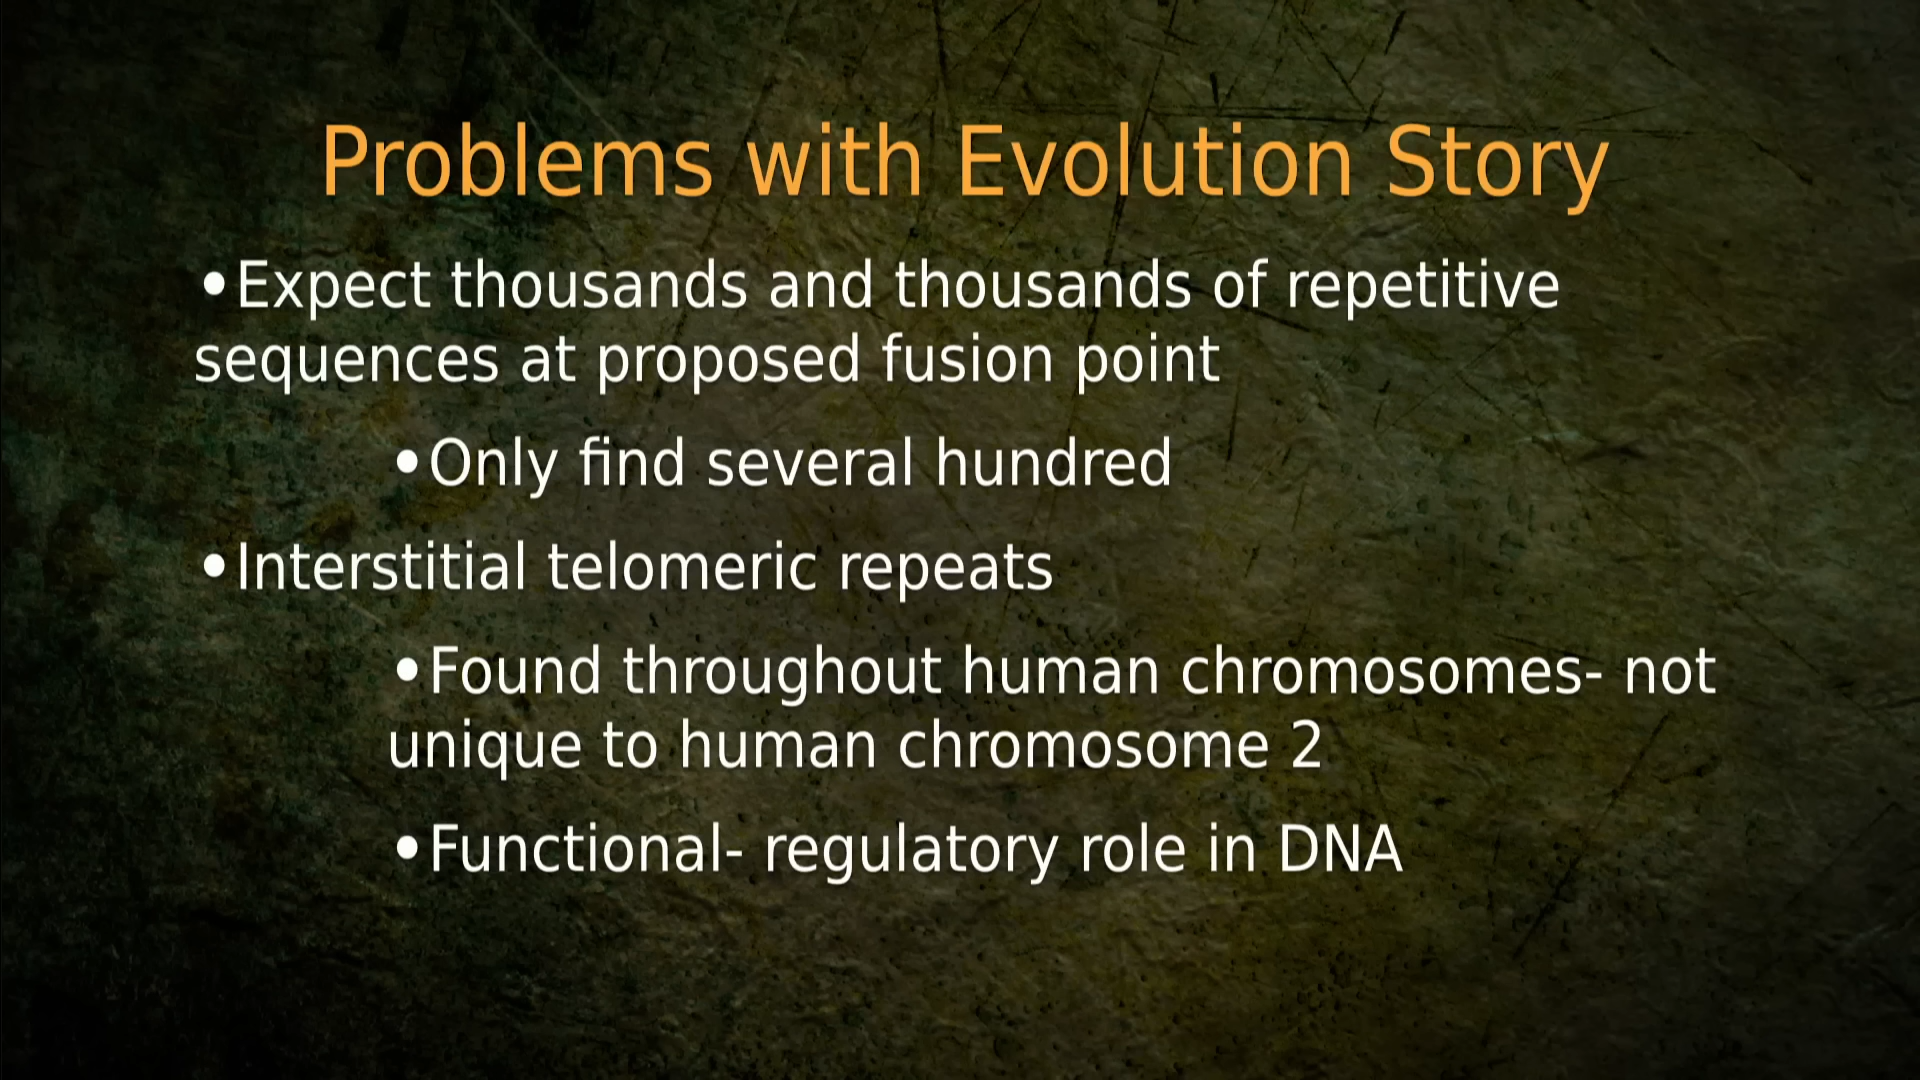 Problems with Evolution Story
•Expect thousands and thousands of repetitive
sequences at proposed fusion point
•Only find several hundred
•Interstitial telomeric repeats
•Found throughout human chromosomes- not
unique to human chromosome 2
•Functional- regulatory role in DNA